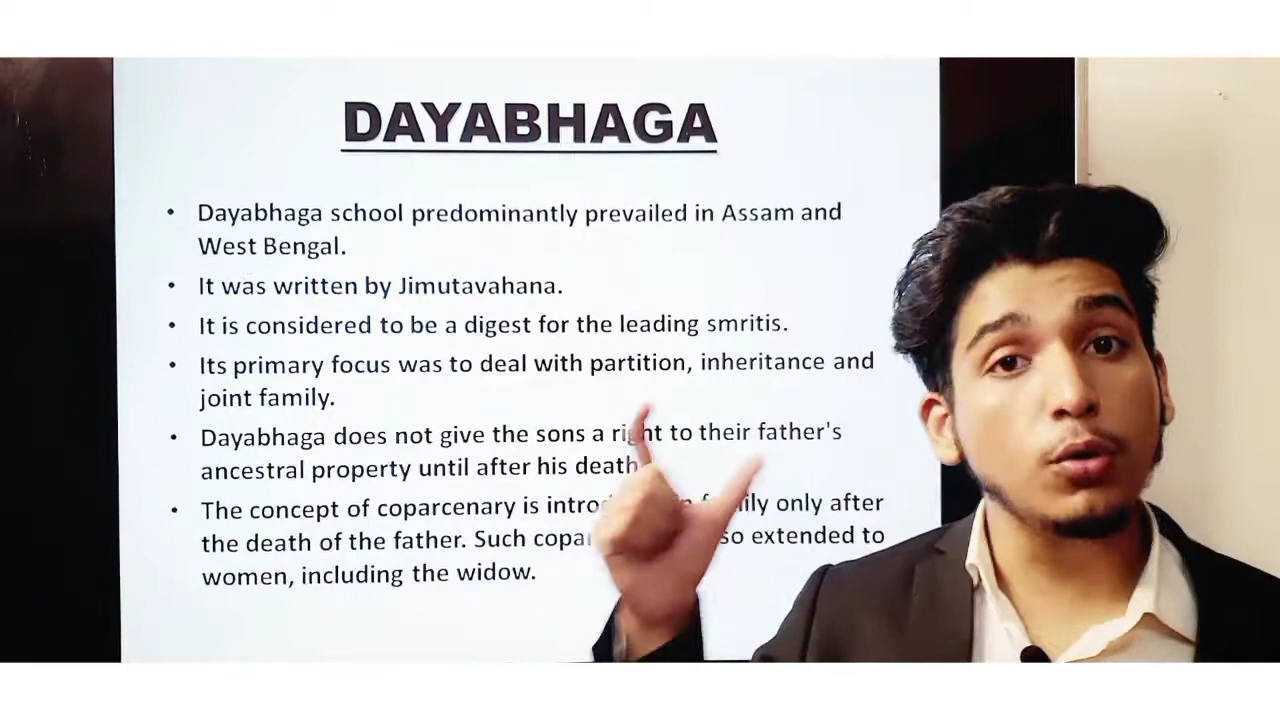 DAYABHAGA
• Dayabhaga school predominantly prevailed in Assam and
West Bengal.
• It was written by Jimutavahana.
• It is considered to be a digest for the leading smritis.
• Its primary focus was to deal with partition, inheritance and
joint family.
• Dayabhaga does not give the sons a right to their father's
ancestral property until after his death
• The concept of coparcenary is only after
the death of the father. Such extended to
women, including the widow.